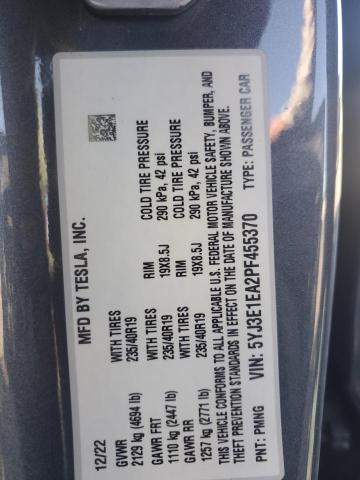 MFD BY TESLA, INC.
12/22
GVWR
2129 kg (4694 lb)
WITH TIRES
235/40R19
RIM
19X8.5J
COLD TIRE PRESSURE
290 kPa, 42 psi
GAWR FRT
1110 kg (2447 lb)
WITH TIRES
235/40R19
RIM
19X8.5J
COLD TIRE PRESSURE
290 kPa, 42 psi
GAWR RR
1257 kg (2771 lb)
THIS VEHICLE CONFORMS TO ALL APPLICABLE U.S. FEDERAL MOTOR VEHICLE SAFETY, BUMPER, AND
THEFT PREVENTION STANDARDS IN EFFECT ON THE DATE OF MANUFACTURE SHOWN ABOVE.
PNT: PMNG
VIN: 5YJ3E1EA2PF455370
TYPE: PASSENGER CAR